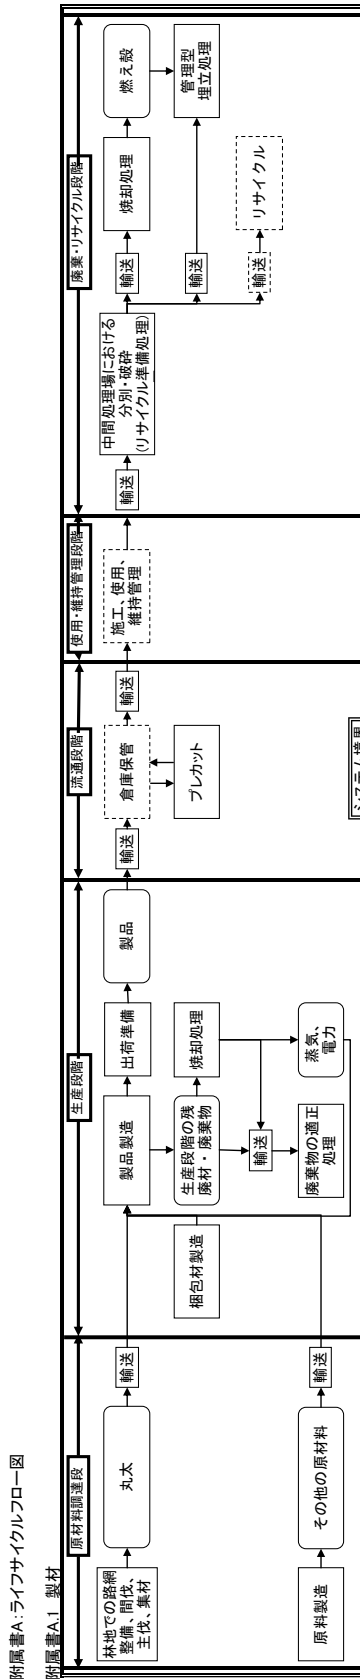 附属書A:ライフサイクルフロー図
附属書A.1 製材
原材料調達段
生産段階
流通段階
使用・維持管理段階
廃棄・リサイクル段階
林地での路網
整備、間伐、
主伐、集材
丸太
輸送
原料製造
その他の原材料
輸送
梱包材製造
製品製造
出荷準備
製品
生産段階の残
廃材・廃棄物
焼却処理
輸送
廃棄物の適正
処理
蒸気、
電力
輸送
倉庫保管
プレカット
輸送
施工、使用、
維持管理
輸送
中間処理場における
分別・破砕
(リサイクル準備処理)
輸送
焼却処理
燃え殻
輸送
管理型
埋立処理
輸送
リサイクル
システム境界